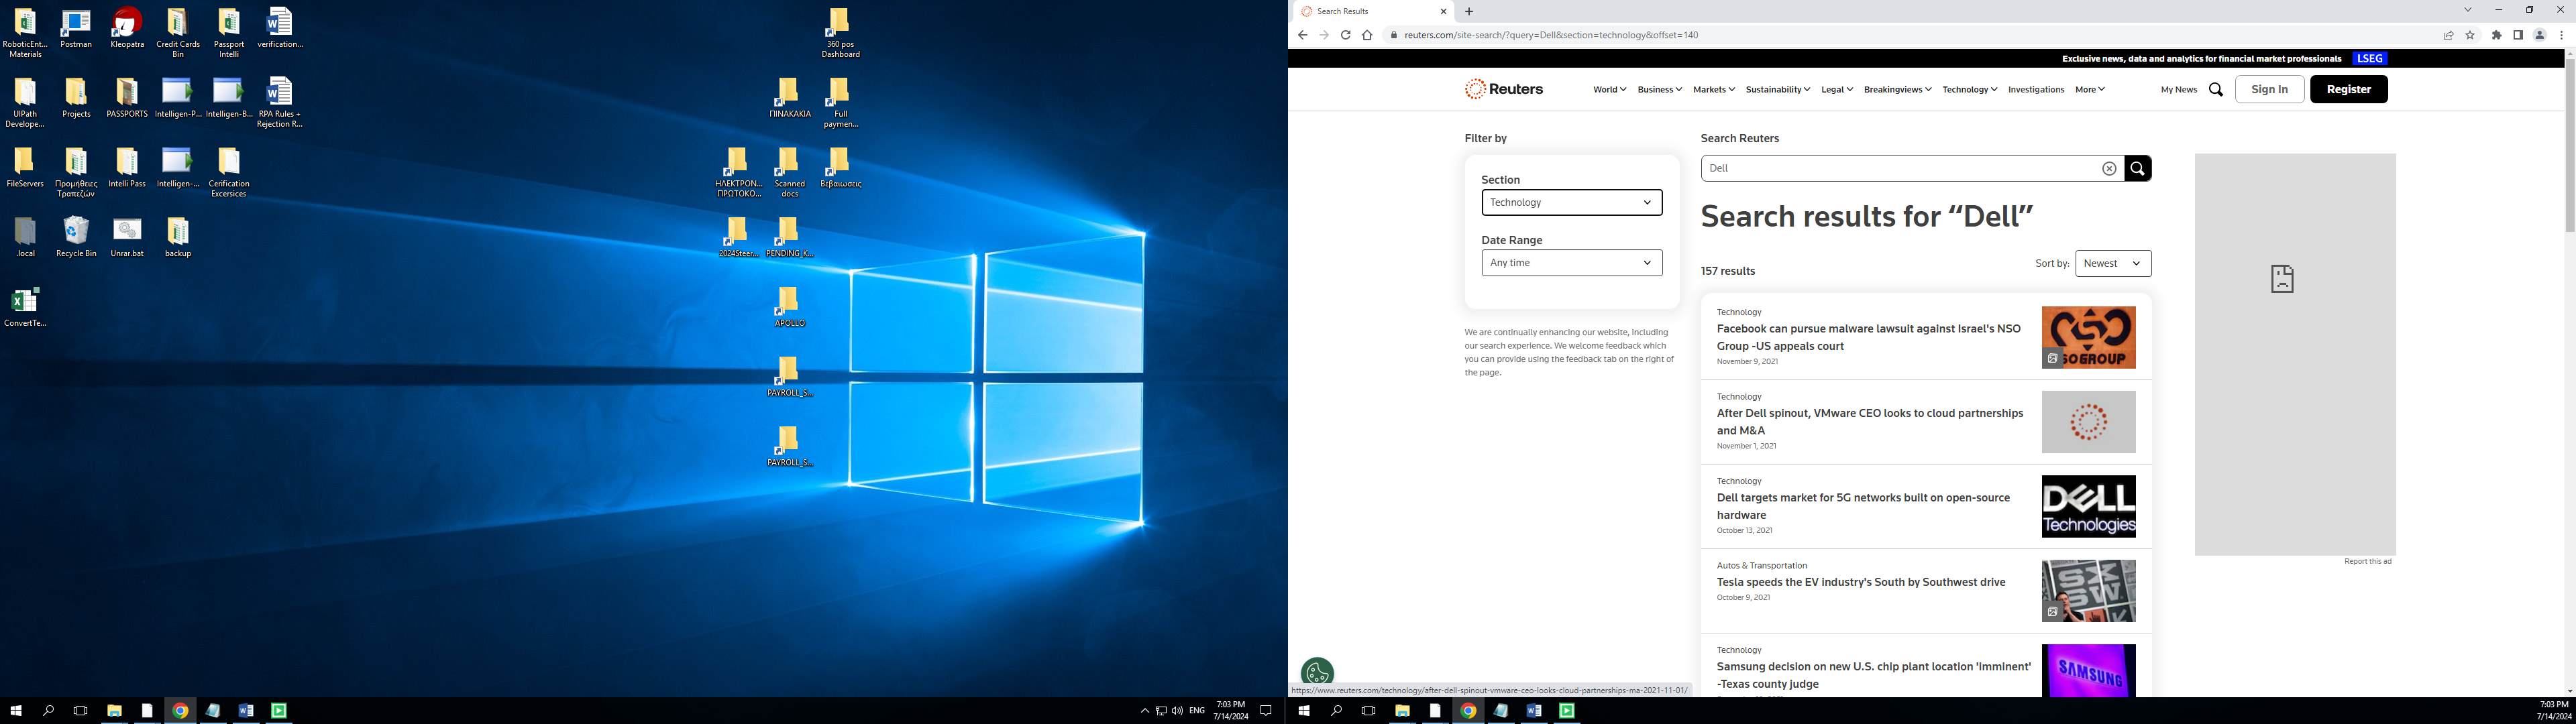 RoboticEnt...
Materials
Postman
Kleopatra
Credit Cards
Bin
Passport
Intelli
verification...
360 pos
Dashboard
UIPath
Develope...
Projects
PASSPORTS
Intelligen-P...
Intelligen-B...
RPA Rules +
Rejection R...
ΠΙΝΑΚΑΚΙΑ
Full
paymen...
FileServers
Προμηθειες
Τραπεζών
Intelli Pass
Intelligen-...
Cerification
Excersices
ΗΛΕΚΤΡΟΝ...
ΠΡΩΤΟΚΟ...
Scanned
docs
Βεβαιωσεις
.local
Recycle Bin
Unrar.bat
backup
2024Steer...
PENDING_K...
ConvertTe...
APOLLO
PAYROLL_S...
PAYROLL_S...
ENG
7:03 PM
7/14/2024
Search Results
reuters.com/site-search/?query=Dell&section=technology&offset=140
Exclusive news, data and analytics for financial market professionals
LSEG
Reuters
World
Business
Markets
Sustainability
Legal
Breakingviews
Technology
Investigations
More
My News
Sign In
Register
Filter by
Section
Technology
Date Range
Any time
We are continually enhancing our website, including
our search experience. We welcome feedback which
you can provide using the feedback tab on the right of
the page.
Search Reuters
Dell
Search results for “Dell”
157 results
Sort by:
Newest
Technology
Facebook can pursue malware lawsuit against Israel's NSO
Group -US appeals court
November 9, 2021
SO GROUP
Technology
After Dell spinout, VMware CEO looks to cloud partnerships
and M&A
November 1, 2021
Technology
Dell targets market for 5G networks built on open-source
hardware
October 13, 2021
DELL
Technologies
Autos & Transportation
Tesla speeds the EV industry's South by Southwest drive
October 9, 2021
SXSW
Technology
Samsung decision on new U.S. chip plant location 'imminent'
-Texas county judge
SAMSUNG
Report this ad
https://www.reuters.com/technology/after-dell-spinout-vmware-ceo-looks-cloud-partnerships-ma-2021-11-01/
7:03 PM
7/14/2024